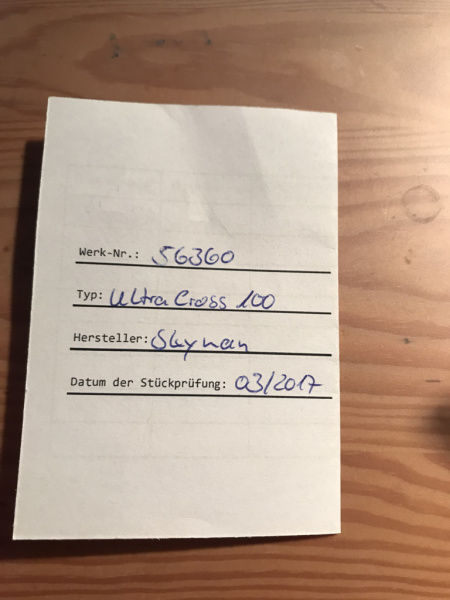 Werk-Nr.: 56360
Typ: Ultra Cross 100
Hersteller: Skyman
Datum der Stückprüfung: 03/2017